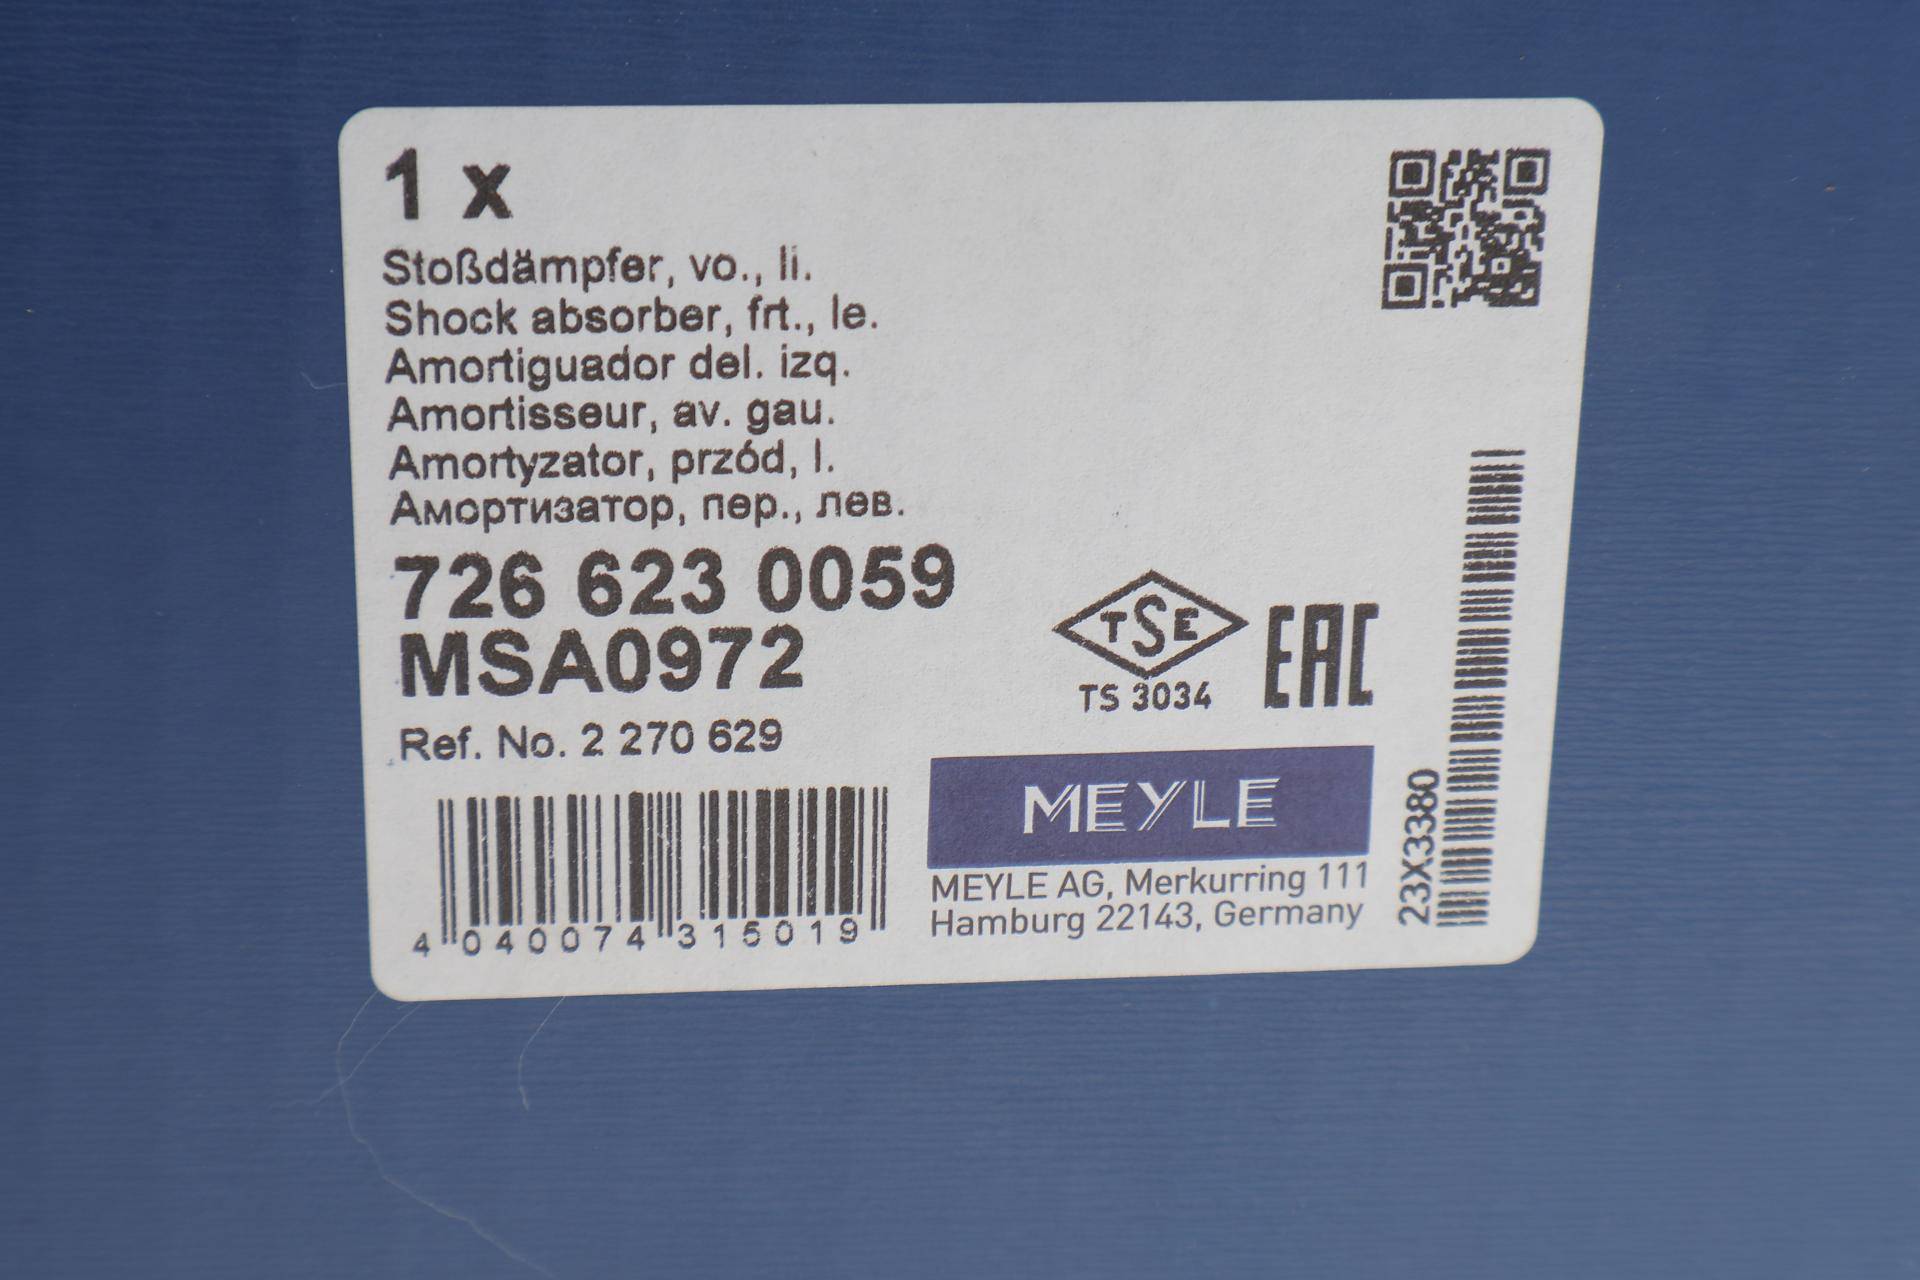 1 x
Stoßdämpfer, vo., li.
Shock absorber, frt., le.
Amortiguador del. izq.
Amortisseur, av. gau.
Amortyzator, przód, l.
Амортизатор, пер., лев.
726 623 0059
MSA0972
Ref. No. 2 270 629
4 040074 315019
TSE
TS 3034
EAC
MEYLE
MEYLE AG, Merkurring 111
Hamburg 22143, Germany
23X3380